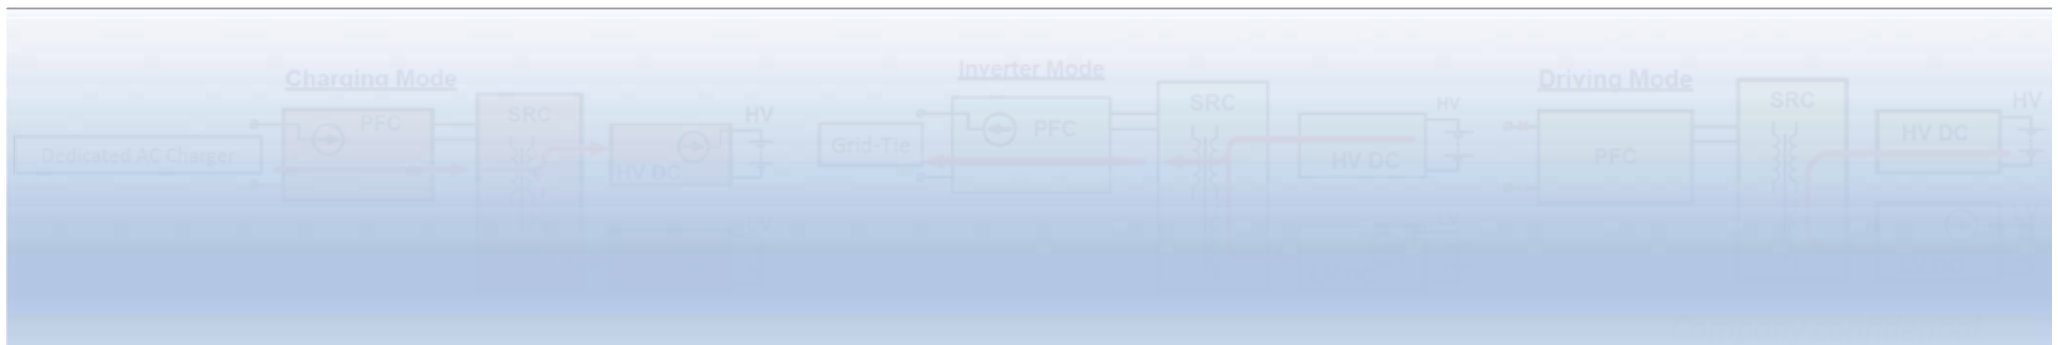 Charging Mode
Dedicated AC Charger
PFC
SRC
HV DC
HV
Inverter Mode
Grid-Tie
PFC
SRC
HV DC
HV
Driving Mode
PFC
SRC
HV DC
HV